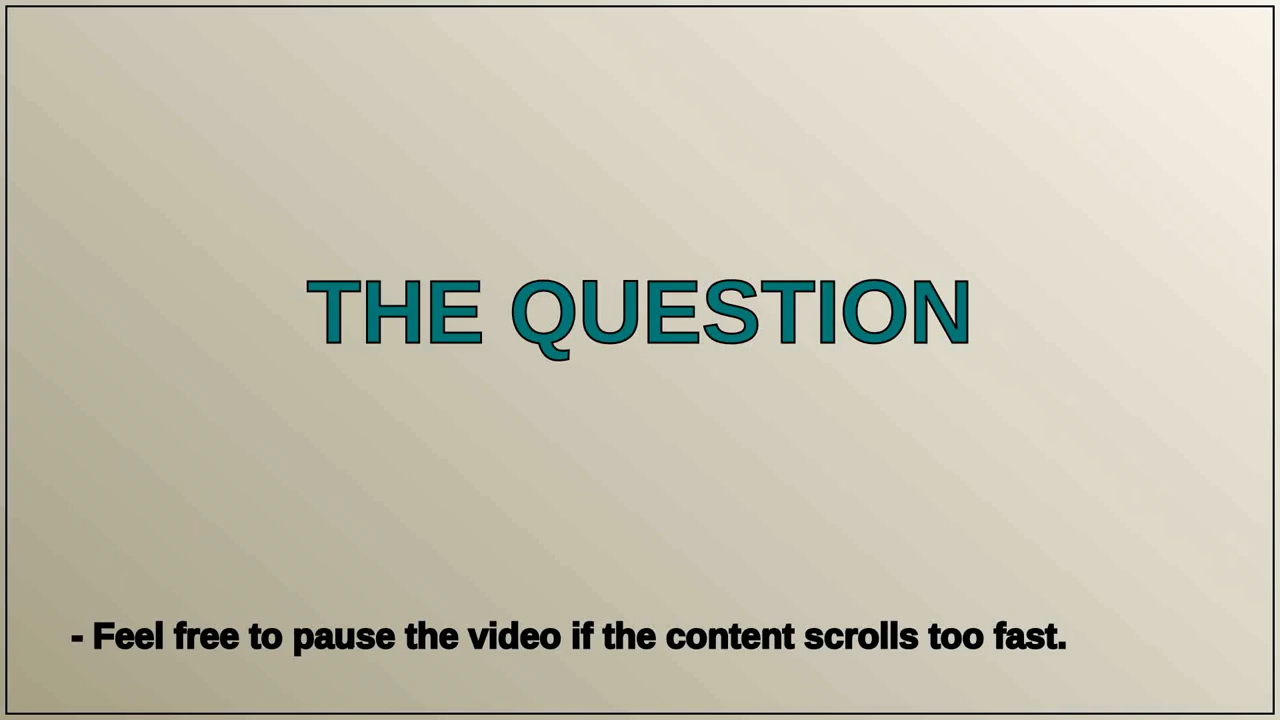 THE QUESTION
- Feel free to pause the video if the content scrolls too fast.